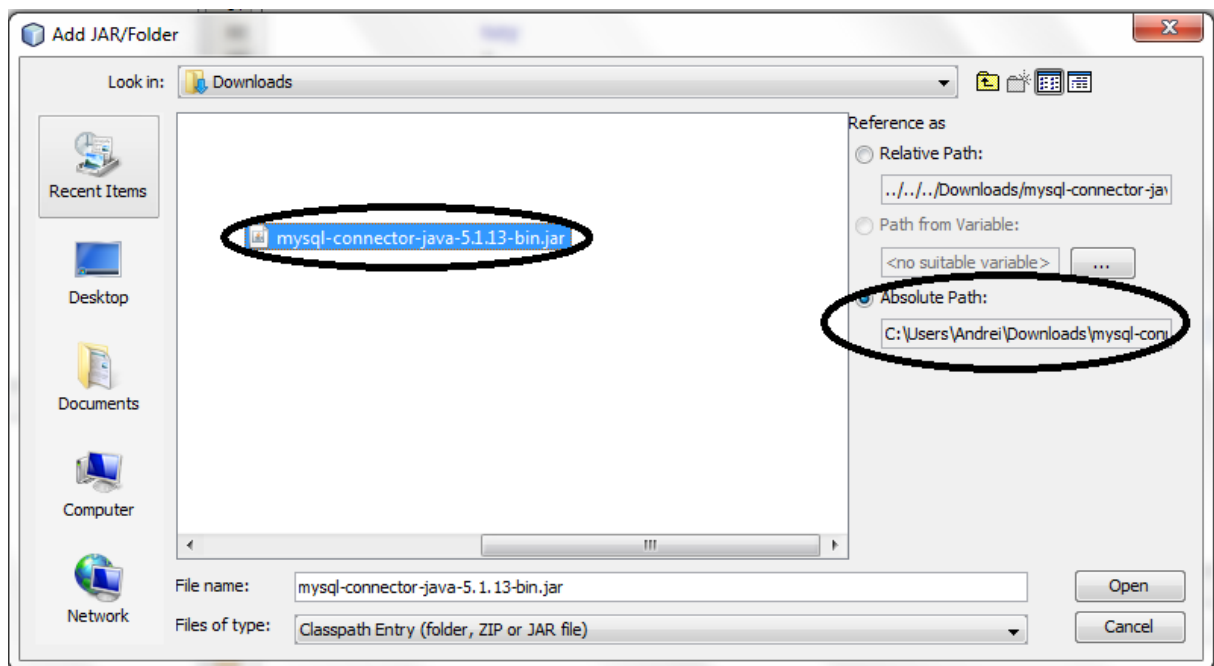 Add JAR/Folder
Look in:
Downloads
Recent Items
Desktop
Documents
Computer
Network
mysql-connector-java-5.1.13-bin.jar
Reference as
Relative Path:
../../../Downloads/mysql-connector-jav
Path from Variable:
<no suitable variable>
...
Absolute Path:
C:\Users\Andrei\Downloads\mysql-conn
File name:
mysql-connector-java-5.1.13-bin.jar
Open
Files of type:
Classpath Entry (folder, ZIP or JAR file)
Cancel